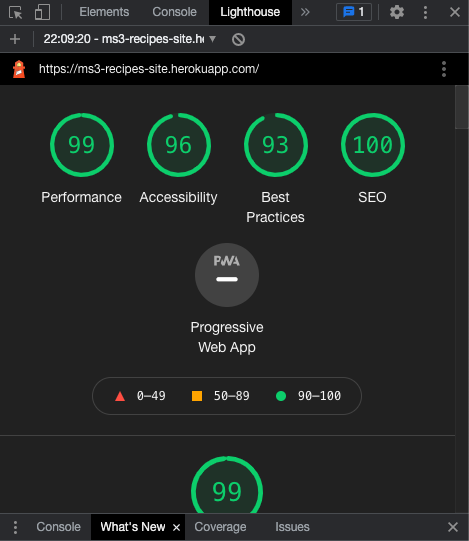 Elements Console Lighthouse » 1
22:09:20 - ms3-recipes-site.he
https://ms3-recipes-site.herokuapp.com/
99 96 93 100
Performance Accessibility Best Practices SEO
PWA
Progressive
Web App
0–49 50–89 90–100
99
Console What's New × Coverage Issues